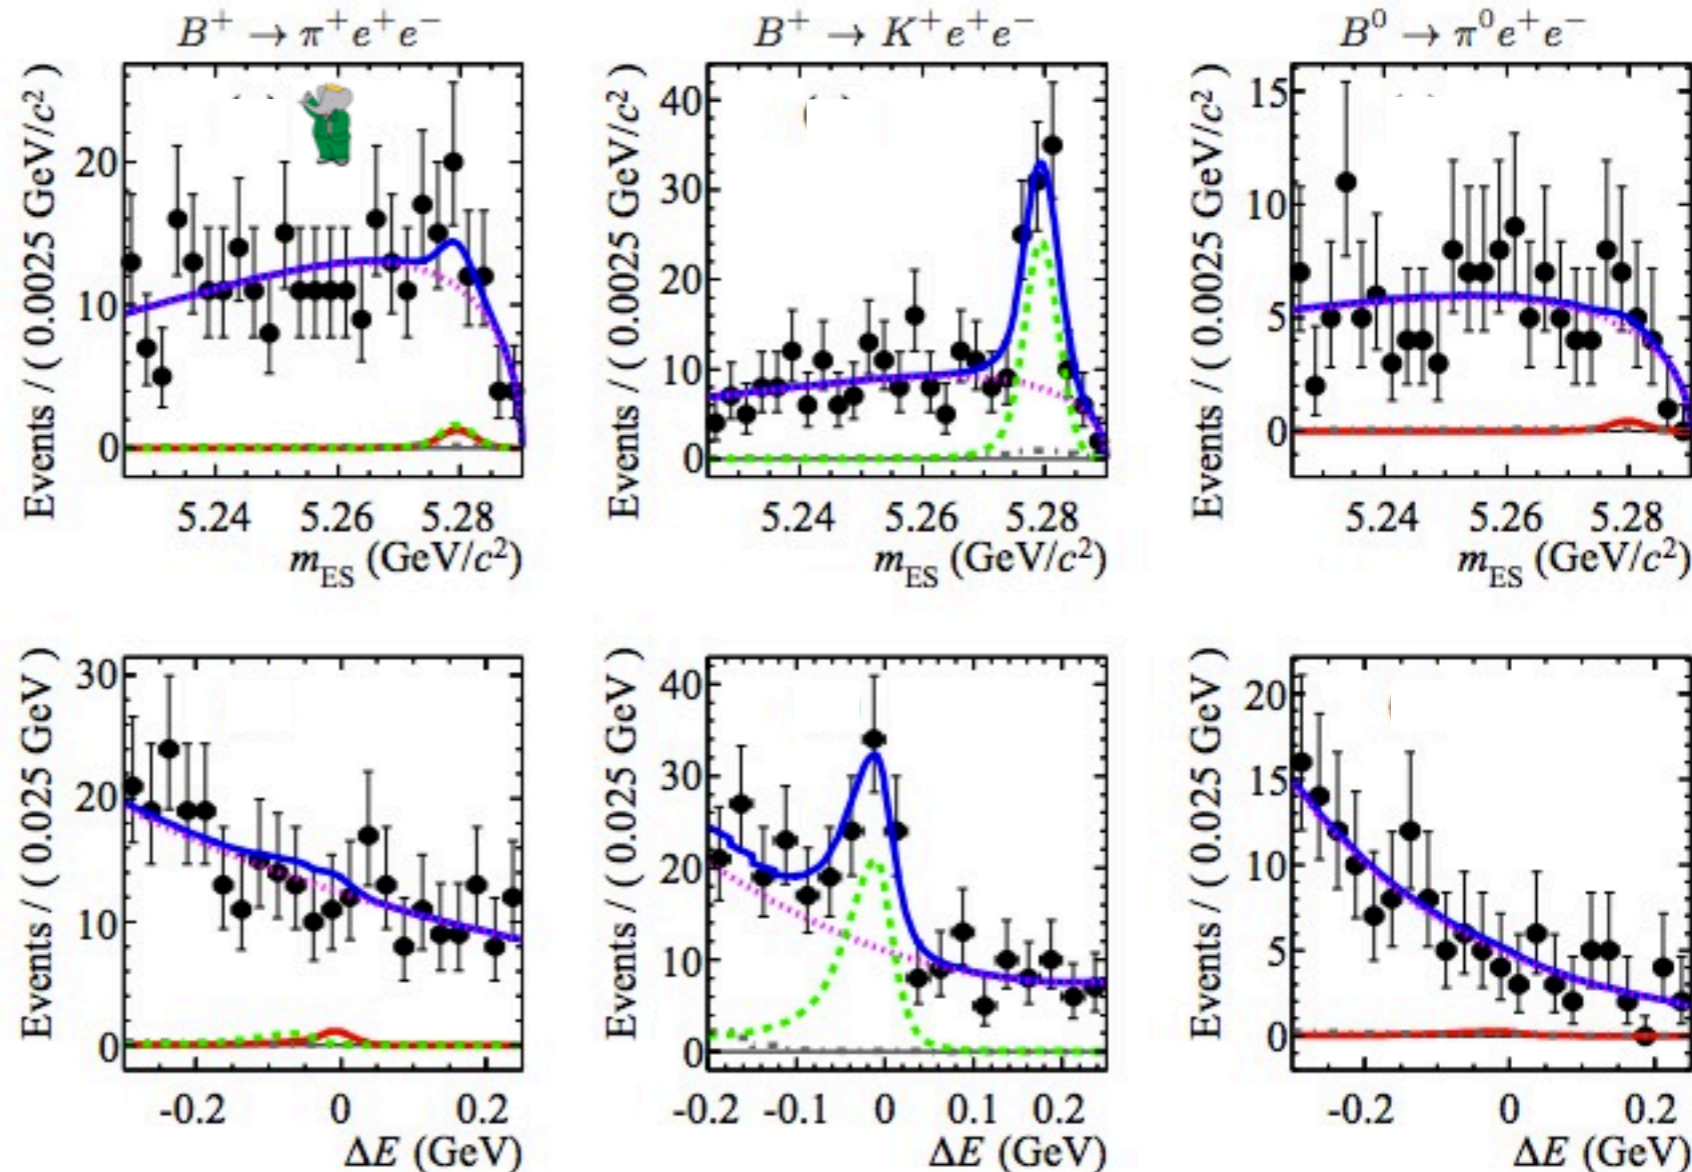 B⁺ → π⁺e⁺e⁻
Events / ( 0.0025 GeV/c² )
20
10
0
5.24 5.26 5.28
m_ES (GeV/c²)
B⁺ → K⁺e⁺e⁻
Events / ( 0.0025 GeV/c² )
40
30
20
10
0
5.24 5.26 5.28
m_ES (GeV/c²)
B⁰ → π⁰e⁺e⁻
Events / ( 0.0025 GeV/c² )
15
10
5
0
5.24 5.26 5.28
m_ES (GeV/c²)
Events / ( 0.025 GeV )
30
20
10
0
-0.2 0 0.2
ΔE (GeV)
Events / ( 0.025 GeV )
40
30
20
10
0
-0.2 -0.1 0 0.1 0.2
ΔE (GeV)
Events / ( 0.025 GeV )
20
15
10
5
0
-0.2 0 0.2
ΔE (GeV)